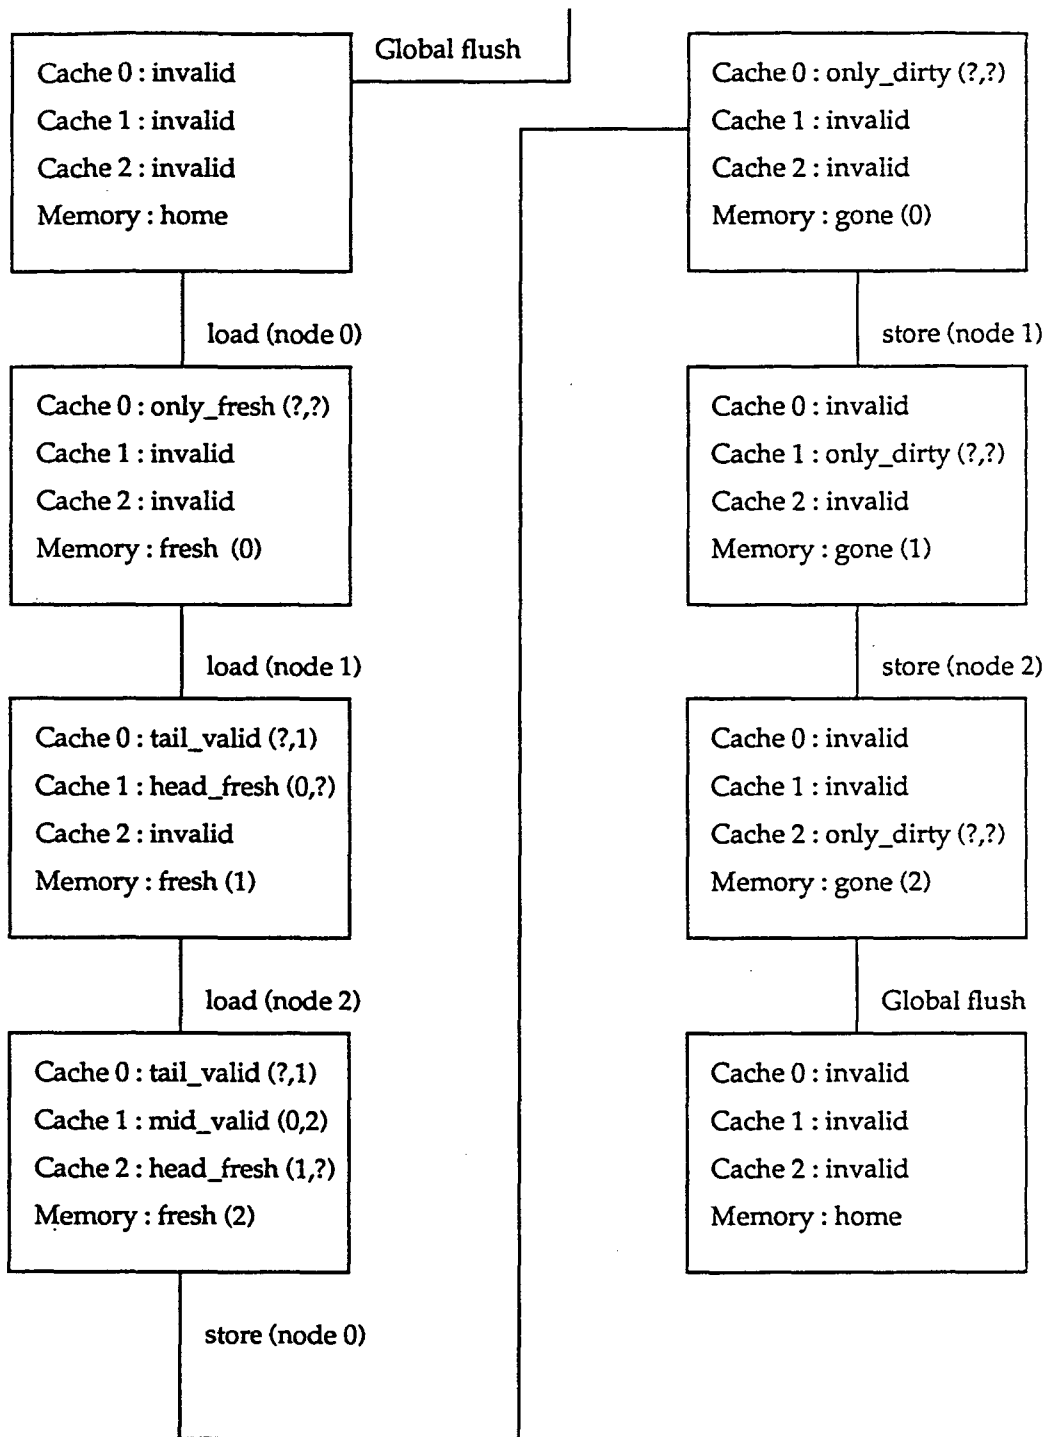 Global flush
Cache 0 : invalid
Cache 1 : invalid
Cache 2 : invalid
Memory : home
load (node 0)
Cache 0 : only_fresh (?,?)
Cache 1 : invalid
Cache 2 : invalid
Memory : fresh (0)
load (node 1)
Cache 0 : tail_valid (?,1)
Cache 1 : head_fresh (0,?)
Cache 2 : invalid
Memory : fresh (1)
load (node 2)
Cache 0 : tail_valid (?,1)
Cache 1 : mid_valid (0,2)
Cache 2 : head_fresh (1,?)
Memory : fresh (2)
store (node 0)
Cache 0 : only_dirty (?,?)
Cache 1 : invalid
Cache 2 : invalid
Memory : gone (0)
store (node 1)
Cache 0 : invalid
Cache 1 : only_dirty (?,?)
Cache 2 : invalid
Memory : gone (1)
store (node 2)
Cache 0 : invalid
Cache 1 : invalid
Cache 2 : only_dirty (?,?)
Memory : gone (2)
Global flush
Cache 0 : invalid
Cache 1 : invalid
Cache 2 : invalid
Memory : home